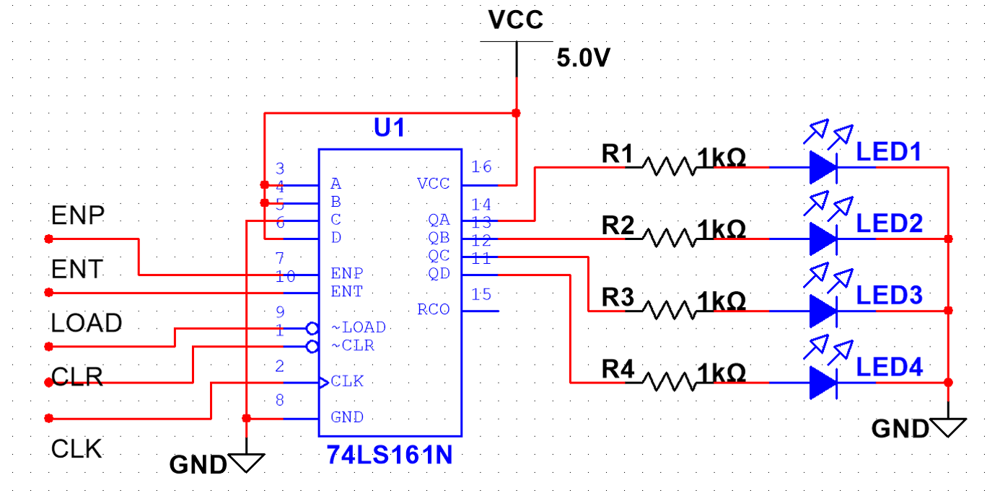 VCC
5.0V
U1
3
A
4
B
5
C
6
D
7
ENP
10
ENT
9
~LOAD
1
~CLR
2
CLK
8
GND
16
VCC
14
QA
13
QB
12
QC
11
QD
15
RCO
74LS161N
ENP
ENT
LOAD
CLR
CLK
GND
R1
1kΩ
LED1
R2
1kΩ
LED2
R3
1kΩ
LED3
R4
1kΩ
LED4
GND